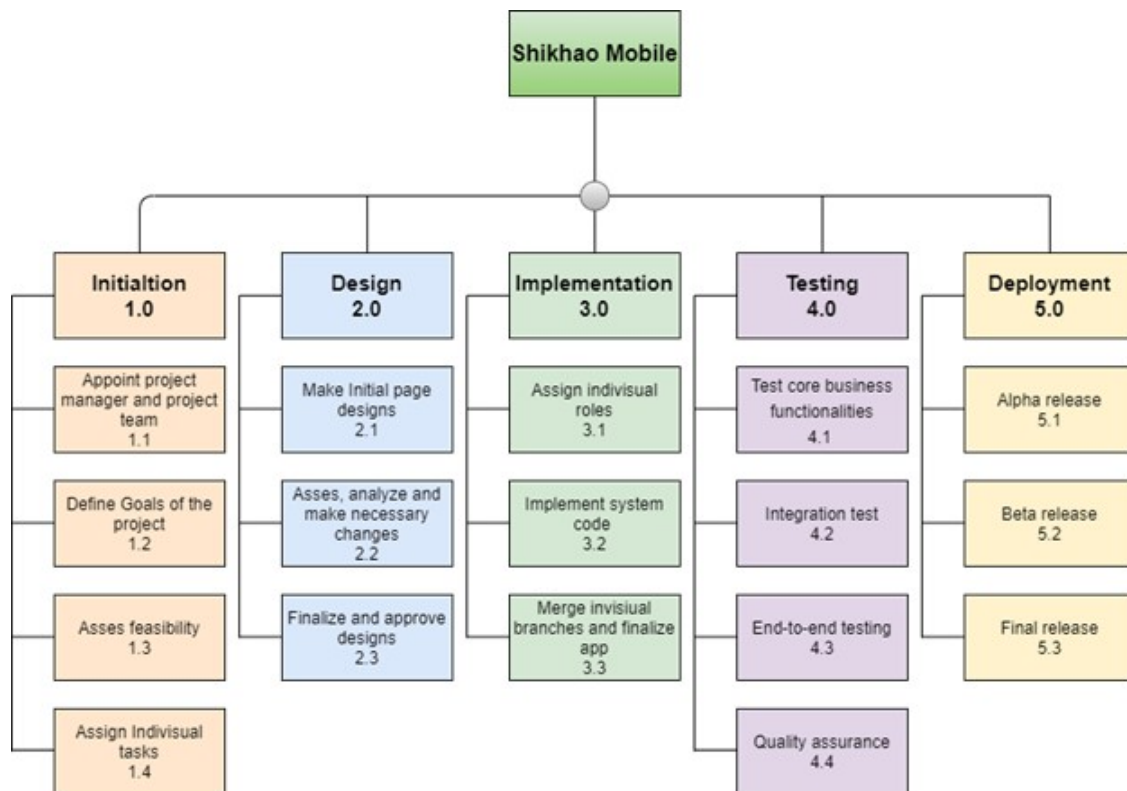 Shikhao Mobile
Initialtion
1.0
Appoint project
manager and project
team
1.1
Define Goals of the
project
1.2
Asses feasibility
1.3
Assign Indivisual
tasks
1.4
Design
2.0
Make Initial page
designs
2.1
Asses, analyze and
make necessary
changes
2.2
Finalize and approve
designs
2.3
Implementation
3.0
Assign indivisual
roles
3.1
Implement system
code
3.2
Merge invisiual
branches and finalize
app
3.3
Testing
4.0
Test core business
functionalities
4.1
Integration test
4.2
End-to-end testing
4.3
Quality assurance
4.4
Deployment
5.0
Alpha release
5.1
Beta release
5.2
Final release
5.3